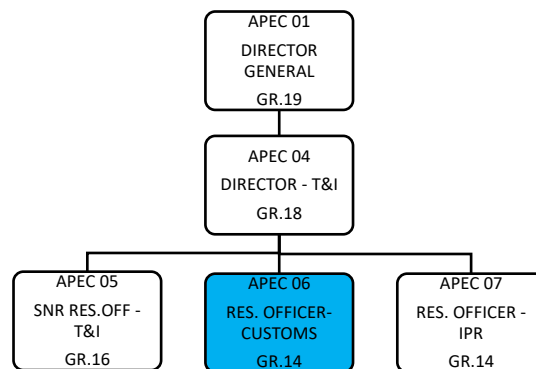 APEC 01
DIRECTOR
GENERAL
GR.19
APEC 04
DIRECTOR - T&I
GR.18
APEC 05
SNR RES.OFF -
T&I
GR.16
APEC 06
RES. OFFICER-
CUSTOMS
GR.14
APEC 07
RES. OFFICER -
IPR
GR.14